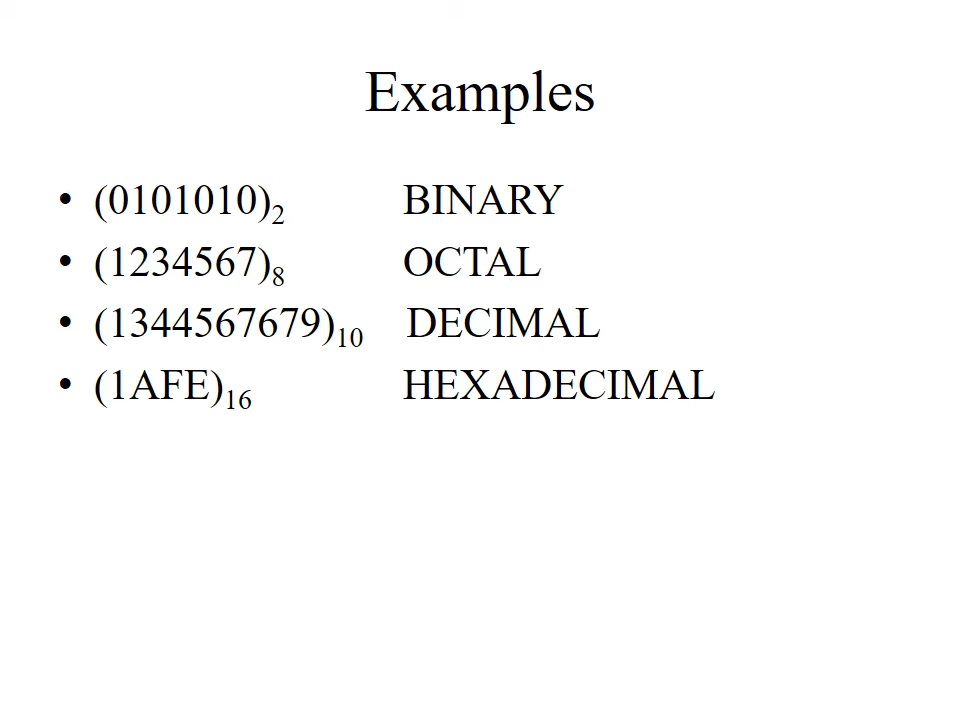 Examples
• (0101010)₂ BINARY
• (1234567)₈ OCTAL
• (1344567679)₁₀ DECIMAL
• (1AFE)₁₆ HEXADECIMAL